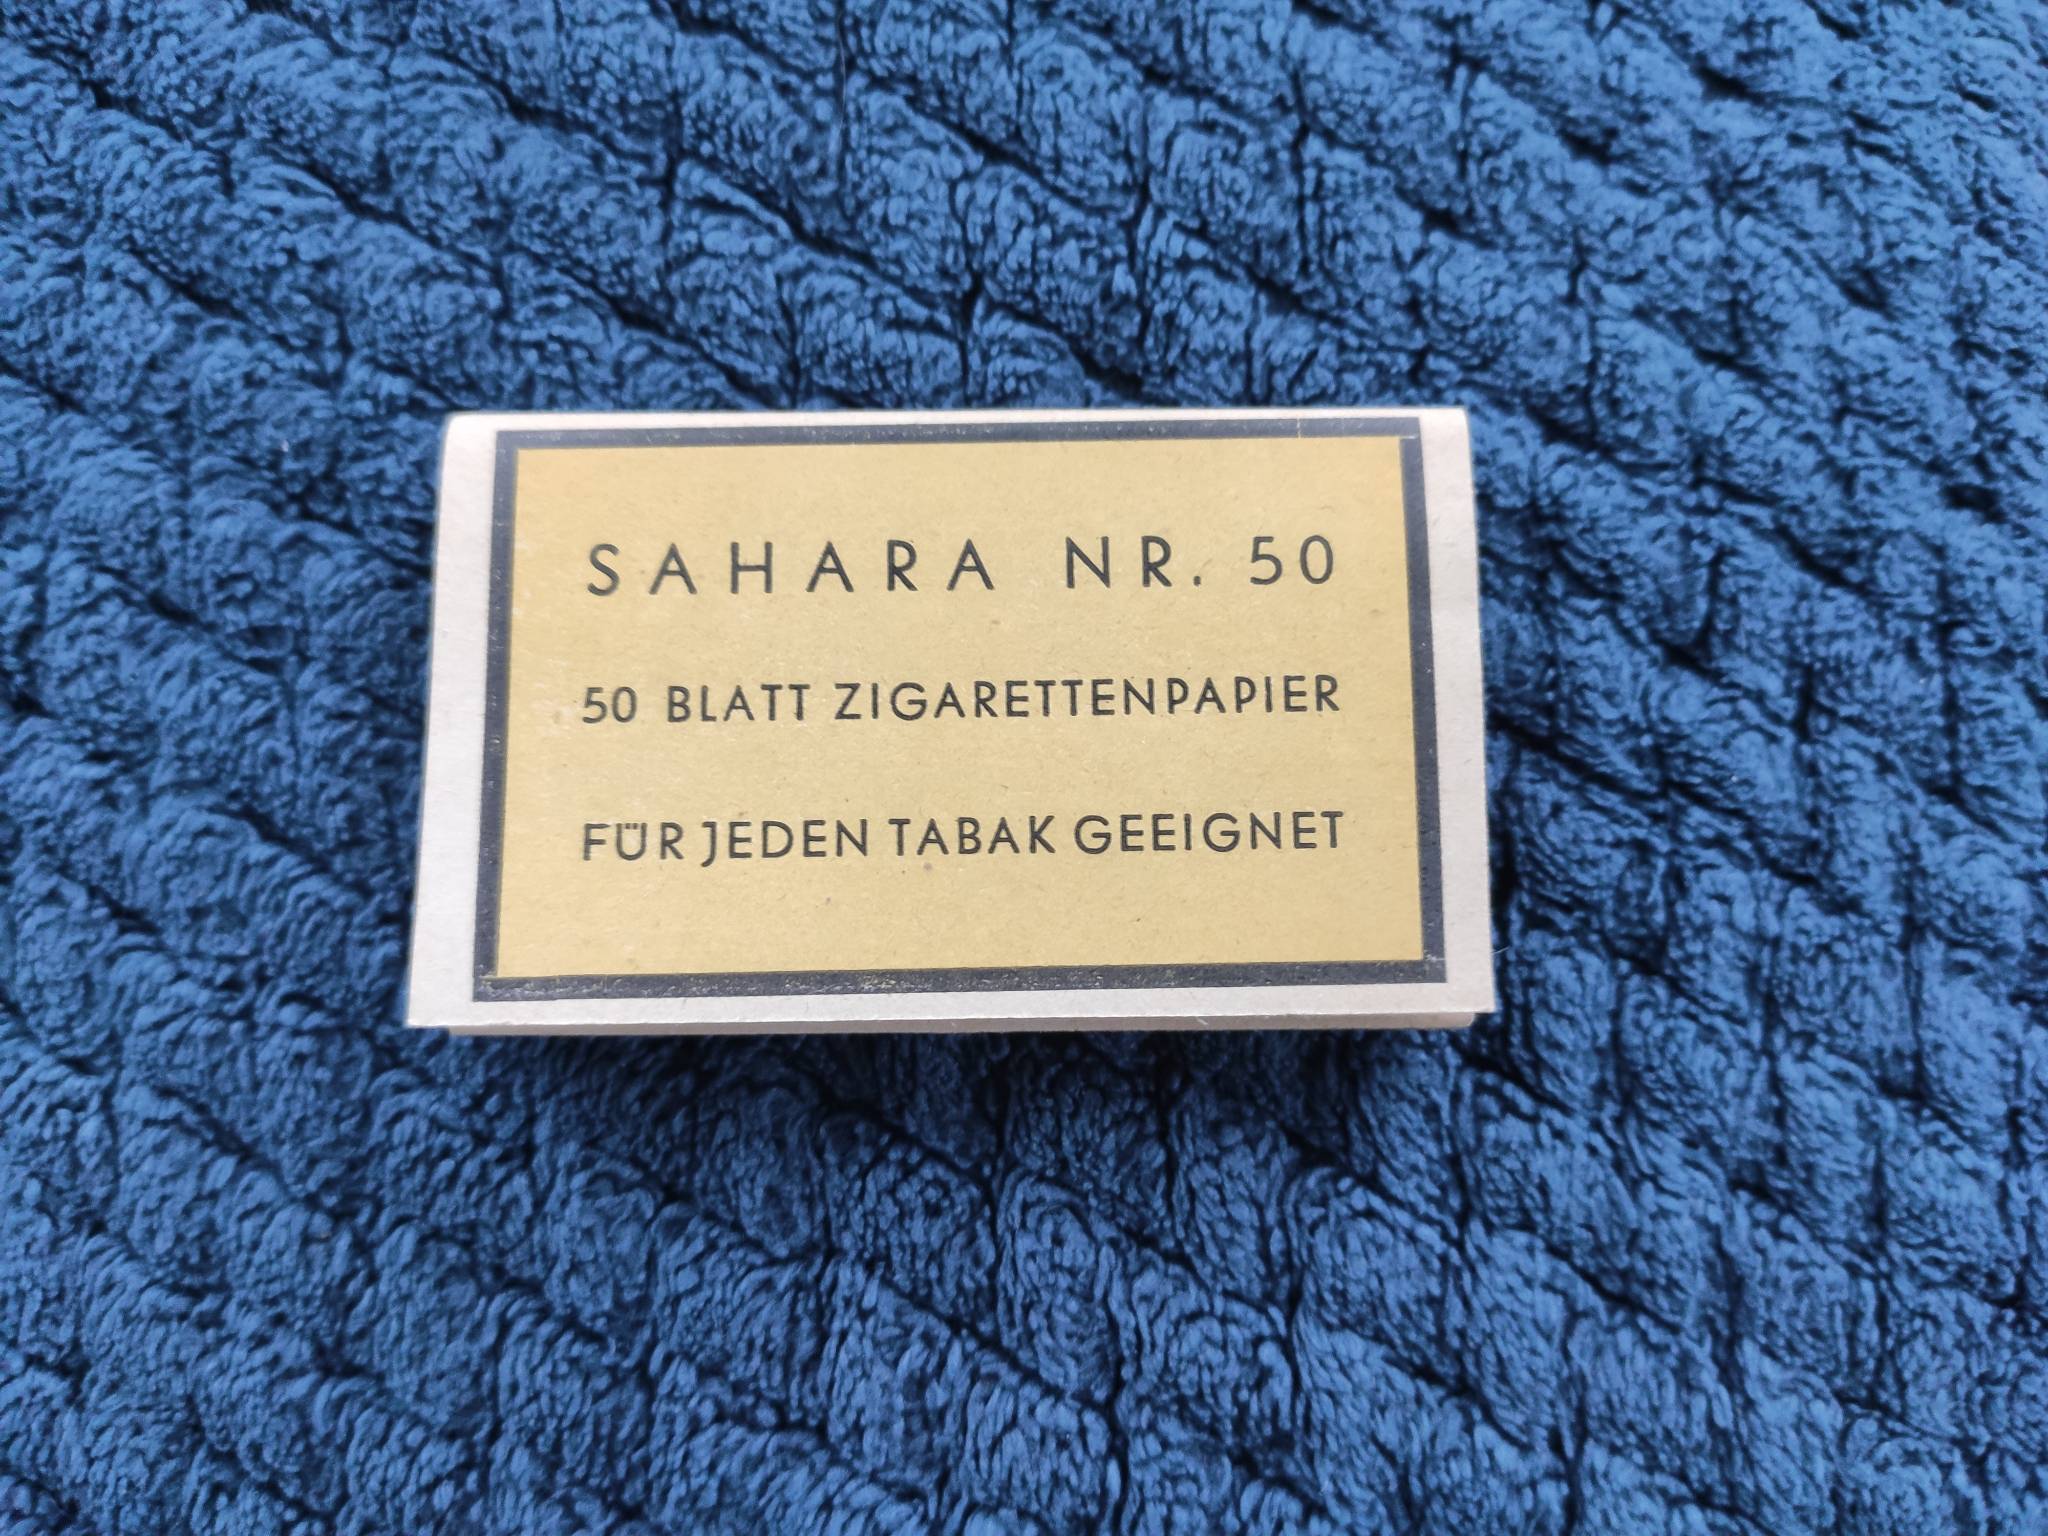 SAHARA NR. 50
50 BLATT ZIGARETTENPAPIER
FÜR JEDEN TABAK GEEIGNET